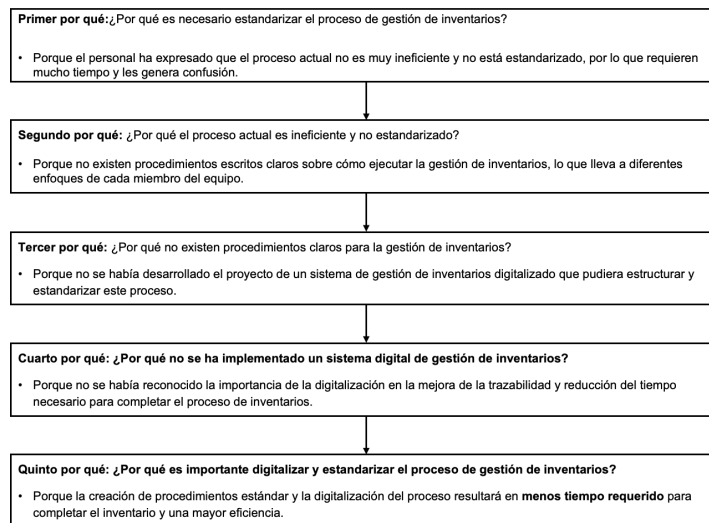 Primer por qué:¿Por qué es necesario estandarizar el proceso de gestión de inventarios?
• Porque el personal ha expresado que el proceso actual no es muy ineficiente y no está estandarizado, por lo que requieren
mucho tiempo y les genera confusión.
Segundo por qué: ¿Por qué el proceso actual es ineficiente y no estandarizado?
• Porque no existen procedimientos escritos claros sobre cómo ejecutar la gestión de inventarios, lo que lleva a diferentes
enfoques de cada miembro del equipo.
Tercer por qué: ¿Por qué no existen procedimientos claros para la gestión de inventarios?
• Porque no se había desarrollado el proyecto de un sistema de gestión de inventarios digitalizado que pudiera estructurar y
estandarizar este proceso.
Cuarto por qué: ¿Por qué no se ha implementado un sistema digital de gestión de inventarios?
• Porque no se había reconocido la importancia de la digitalización en la mejora de la trazabilidad y reducción del tiempo
necesario para completar el proceso de inventarios.
Quinto por qué: ¿Por qué es importante digitalizar y estandarizar el proceso de gestión de inventarios?
• Porque la creación de procedimientos estándar y la digitalización del proceso resultará en menos tiempo requerido para
completar el inventario y una mayor eficiencia.